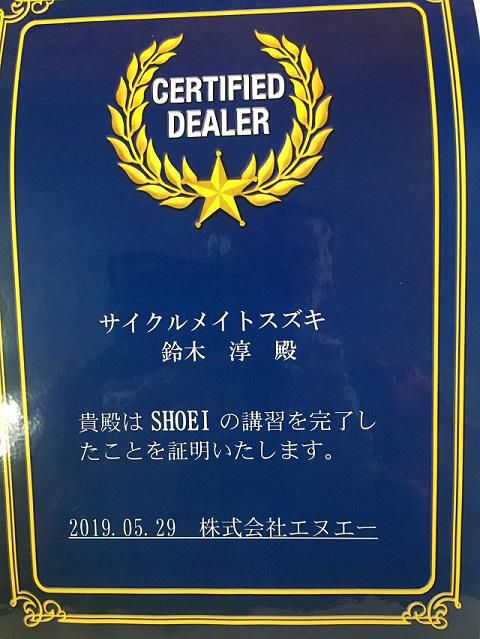 CERTIFIED
DEALER
サイクルメイトスズキ
鈴木 淳 殿
貴殿は SHOEI の講習を完了し
たことを証明いたします。
2019.05.29 株式会社エヌエー